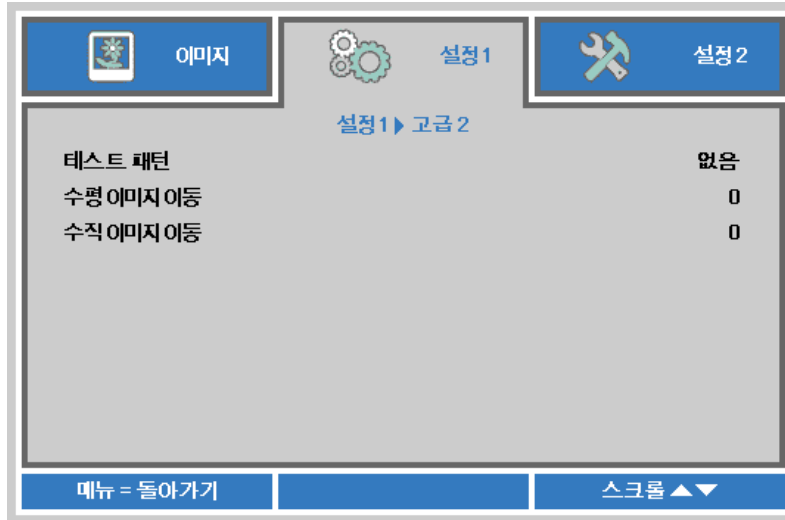 이미지
설정 1
설정 2
설정 1 ▶ 고급 2
테스트 패턴 없음
수평 이미지 이동 0
수직 이미지 이동 0
메뉴 = 돌아가기
스크롤 ▲▼